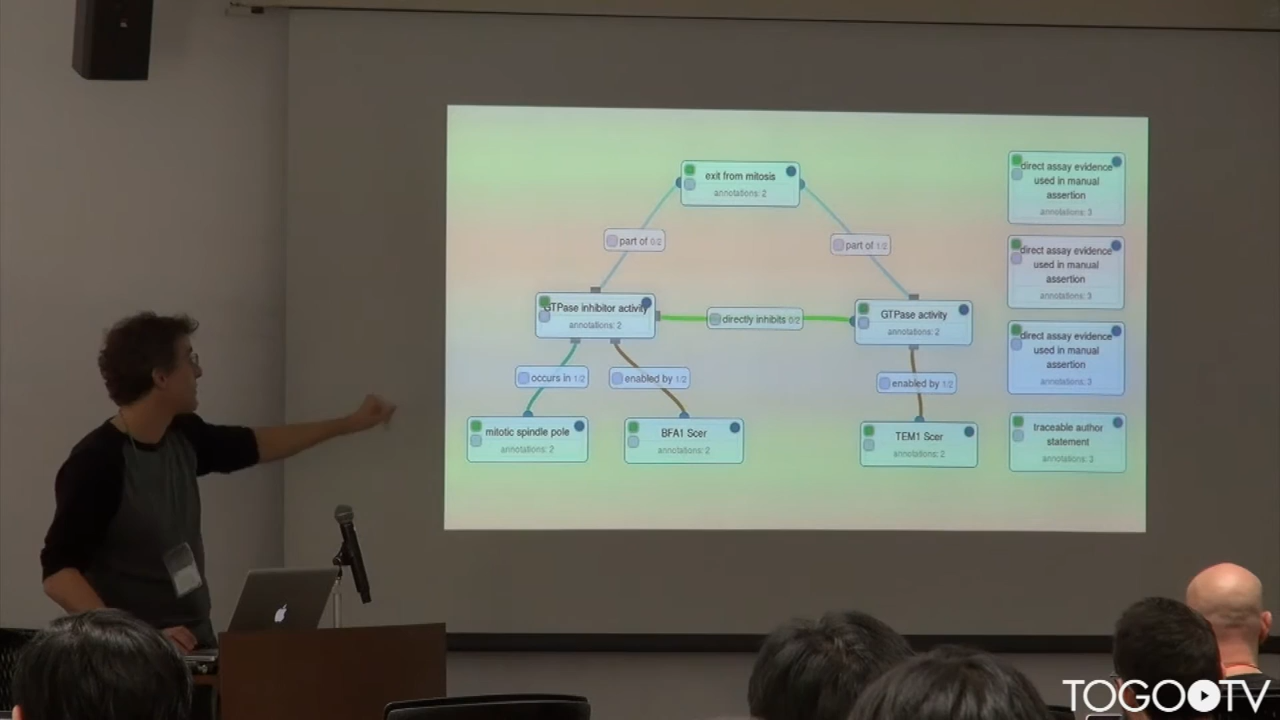 exit from mitosis
annotations: 2
part of 0/2
part of 1/2
GTPase inhibitor activity
annotations: 2
directly inhibits 0/2
GTPase activity
annotations: 2
occurs in 1/2
enabled by 1/2
enabled by 1/2
mitotic spindle pole
annotations: 2
BFA1 Scer
annotations: 2
TEM1 Scer
annotations: 2
direct assay evidence
used in manual
assertion
annotations: 3
direct assay evidence
used in manual
assertion
annotations: 3
direct assay evidence
used in manual
assertion
annotations: 3
traceable author
statement
annotations: 3
TOGOTV